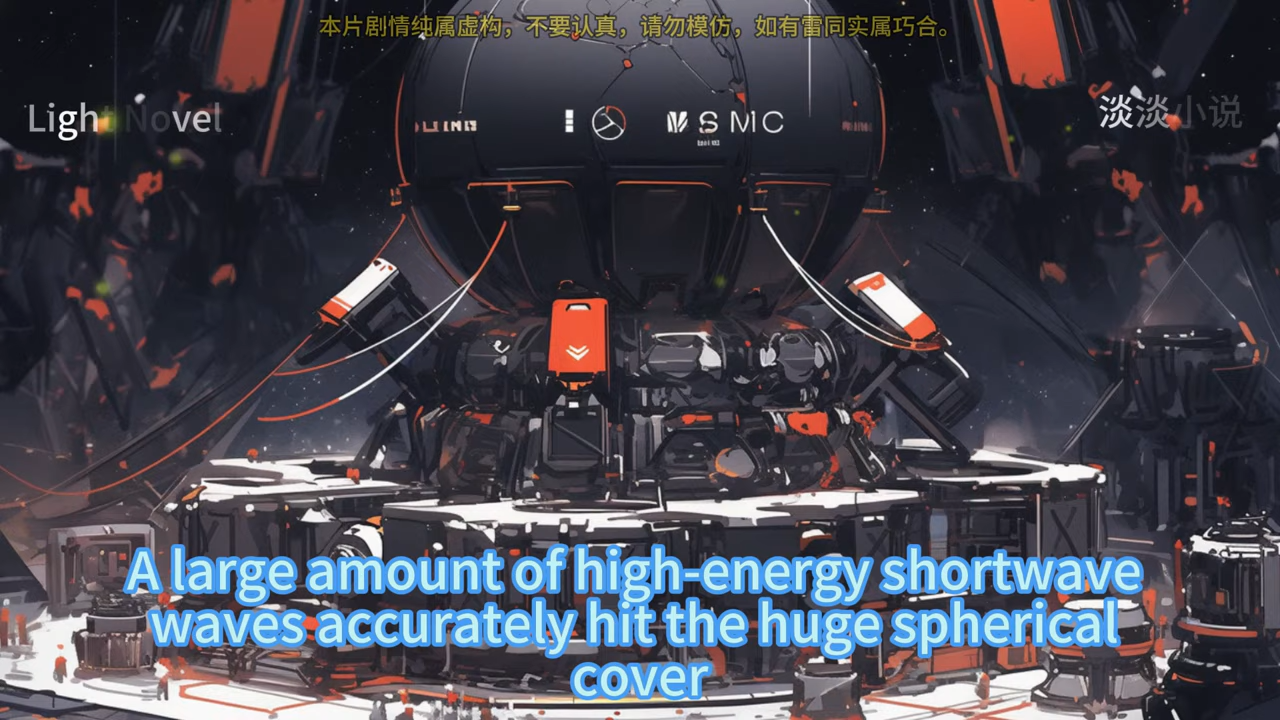 本片剧情纯属虚构，不要认真，请勿模仿，如有雷同实属巧合。
Light Novel
淡淡小说
SMC
A large amount of high-energy shortwave
waves accurately hit the huge spherical
cover